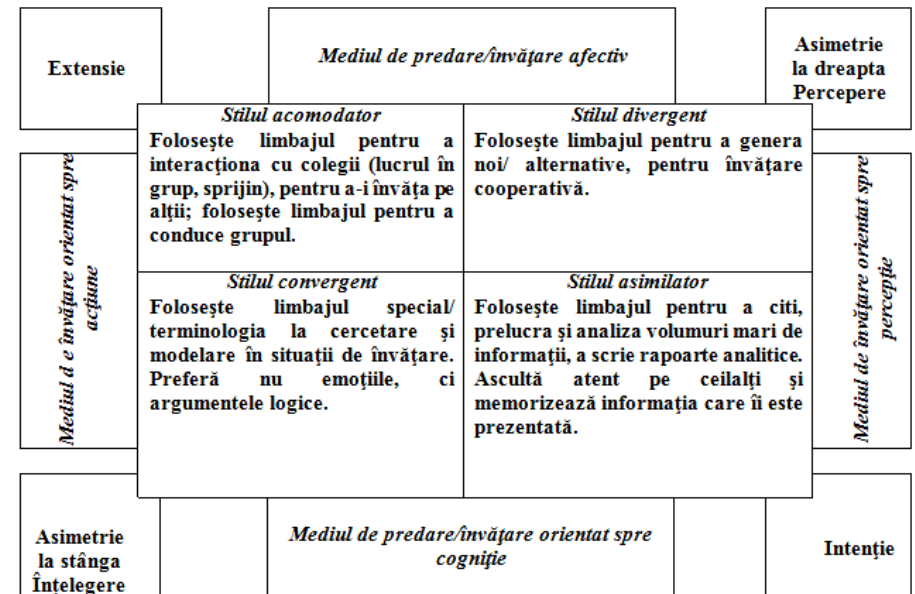 Extensie
Mediul de predare/învăţare afectiv
Asimetrie
la dreapta
Percepere
Mediul d e învăţare orientat spre
acţiune
Stilul acomodator
Foloseşte limbajul pentru a
interacţiona cu colegii (lucrul în
grup, sprijin), pentru a-i învăţa pe
alţii; foloseşte limbajul pentru a
conduce grupul.
Stilul divergent
Foloseşte limbajul pentru a genera
noi/ alternative, pentru învăţare
cooperativă.
Mediul de învăţare orientat spre
percepţie
Stilul convergent
Foloseşte limbajul special/
terminologia la cercetare şi
modelare în situaţii de învăţare.
Preferă nu emoţiile, ci
argumentele logice.
Stilul asimilator
Foloseşte limbajul pentru a citi,
prelucra şi analiza volumuri mari de
informaţii, a scrie rapoarte analitice.
Ascultă atent pe ceilalţi şi
memorizează informaţia care îi este
prezentată.
Asimetrie
la stânga
Înţelegere
Mediul de predare/învăţare orientat spre
cogniţie
Intenţie